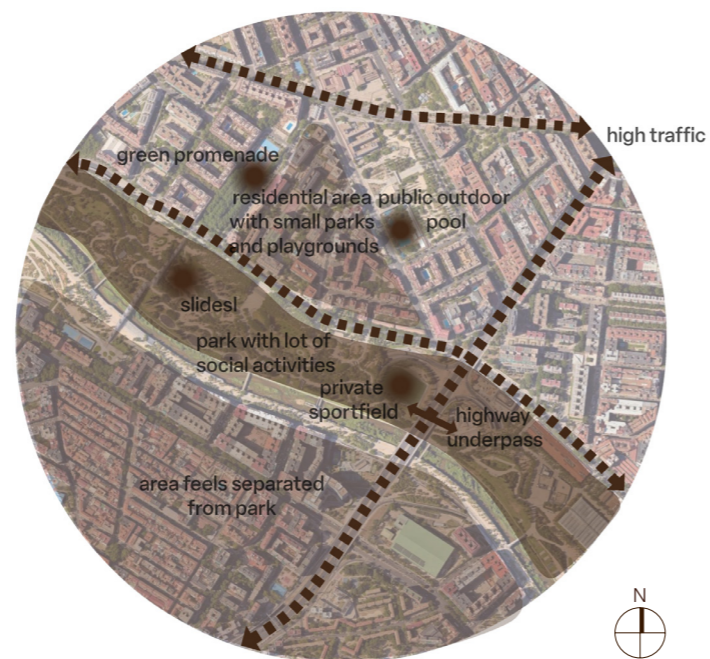 high traffic
green promenade
residential area
with small parks
and playgrounds
public outdoor
pool
slidesl
park with lot of
social activities
private
sportfield
highway
underpass
area feels separated
from park
N